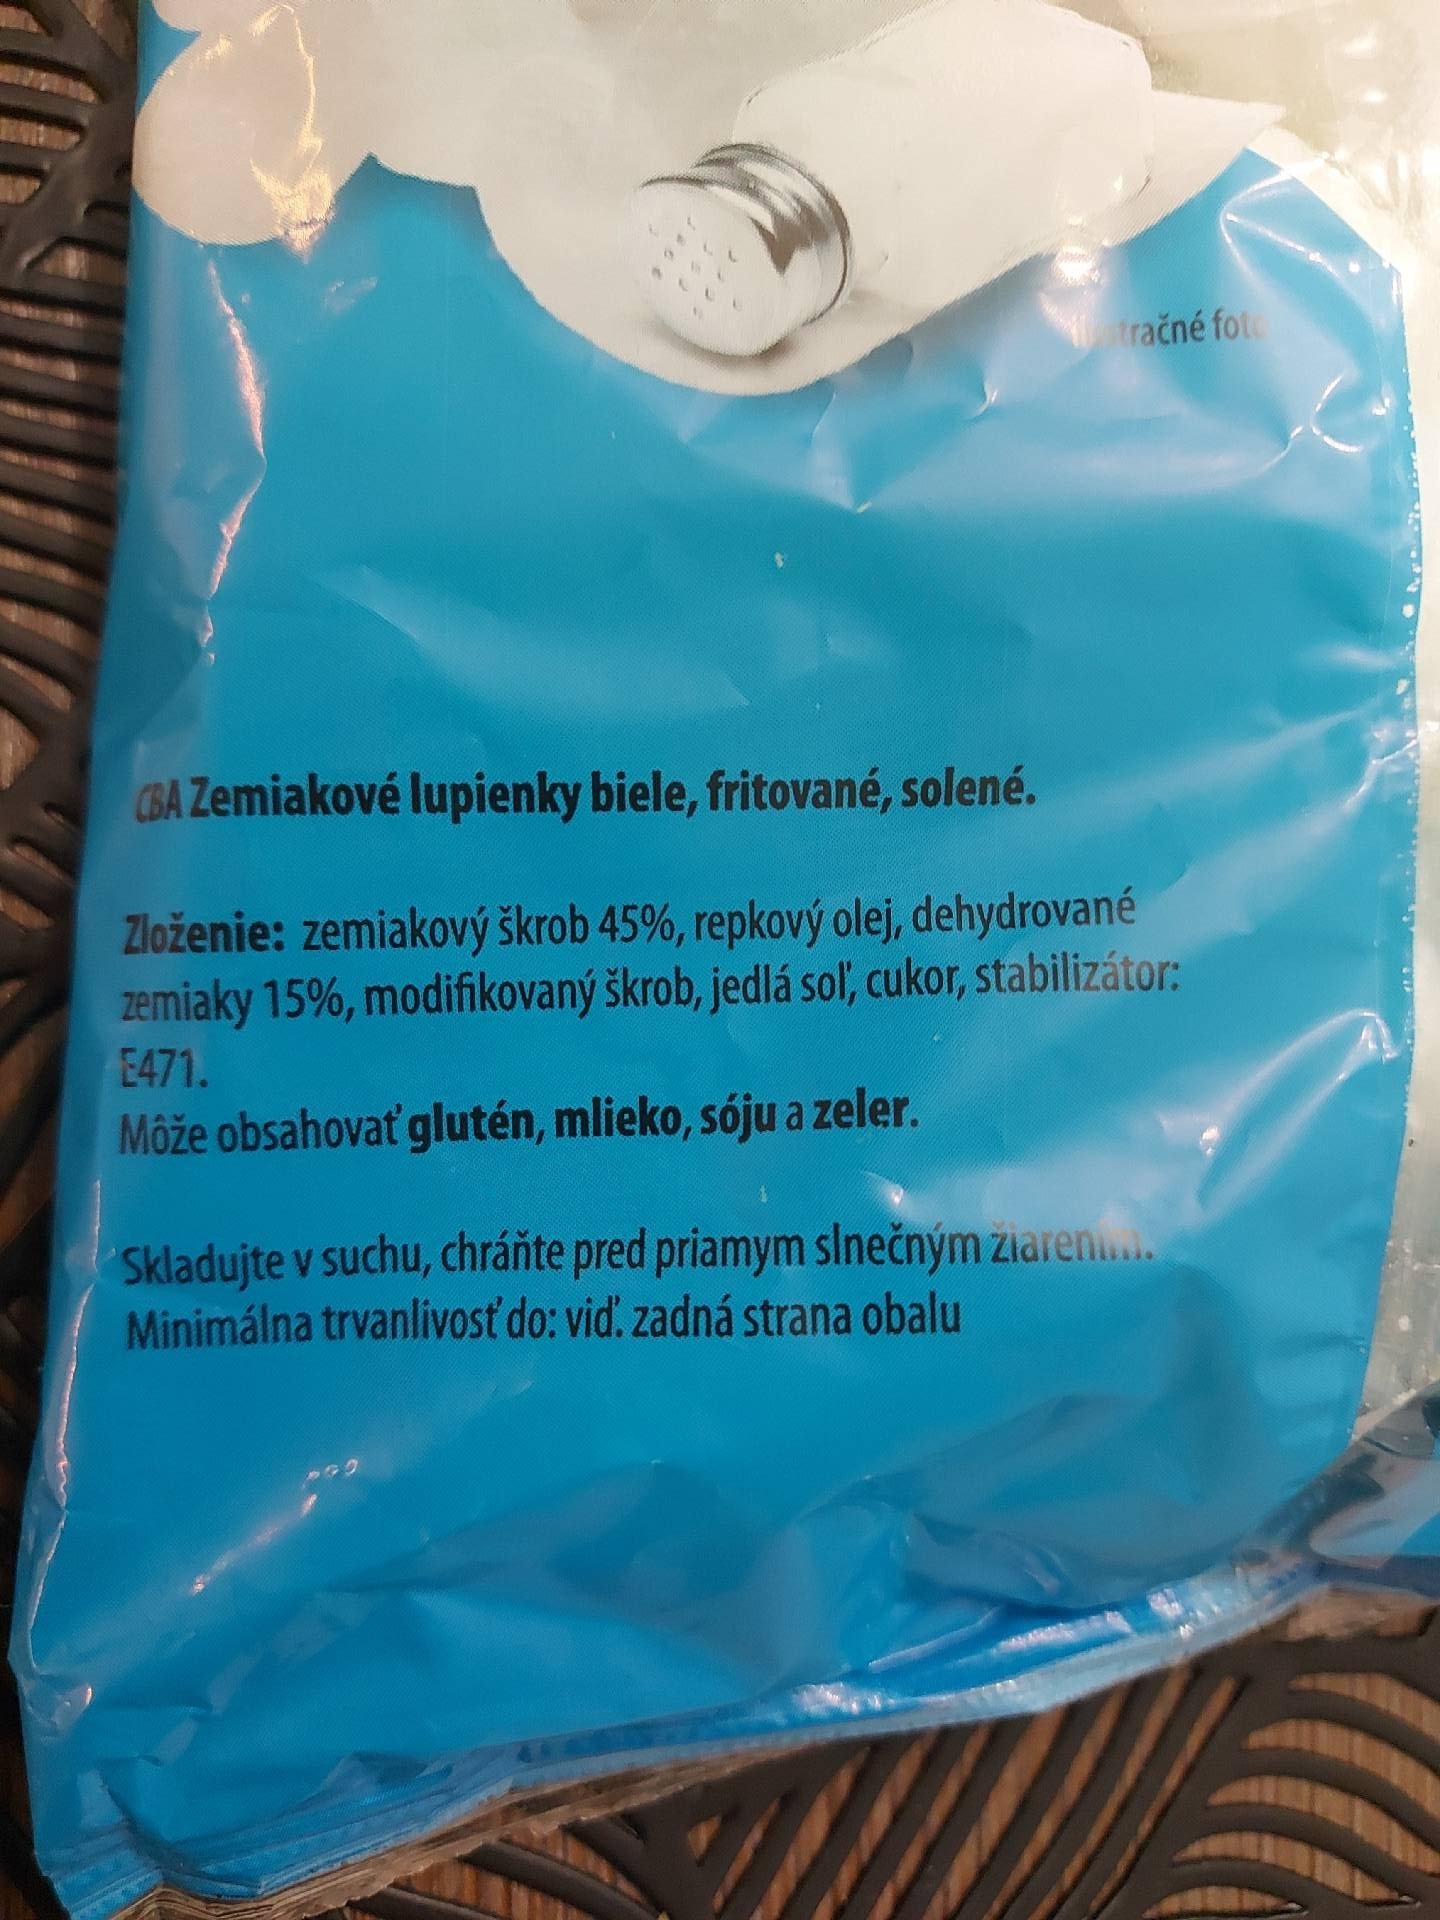 ilustračné foto
CBA Zemiakové lupienky biele, fritované, solené.
Zloženie: zemiakový škrob 45%, repkový olej, dehydrované
zemiaky 15%, modifikovaný škrob, jedlá soľ, cukor, stabilizátor:
E471.
Môže obsahovať glutén, mlieko, sóju a zeler.
Skladujte v suchu, chráňte pred priamym slnečným žiarením.
Minimálna trvanlivosť do: viď. zadná strana obalu